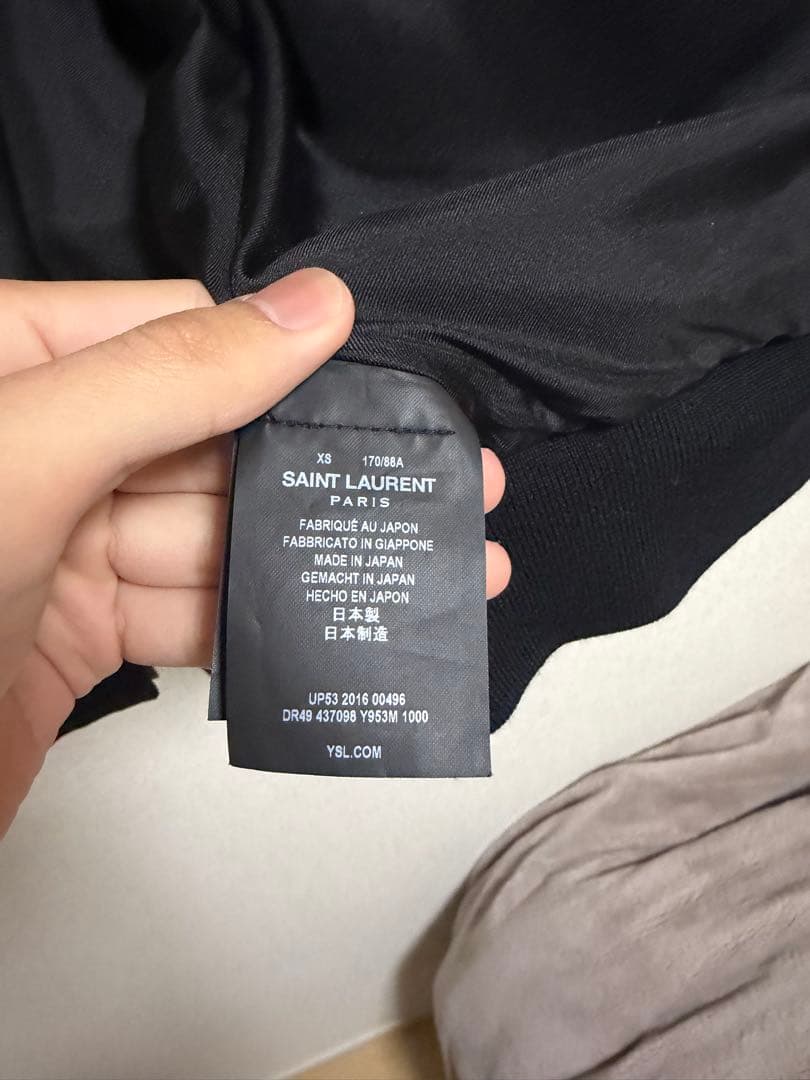 XS 170/88A
SAINT LAURENT
PARIS
FABRIQUÉ AU JAPON
FABBRICATO IN GIAPPONE
MADE IN JAPAN
GEMACHT IN JAPAN
HECHO EN JAPON
日本製
日本制造
UP53 2016 00496
DR49 437098 Y953M 1000
YSL.COM